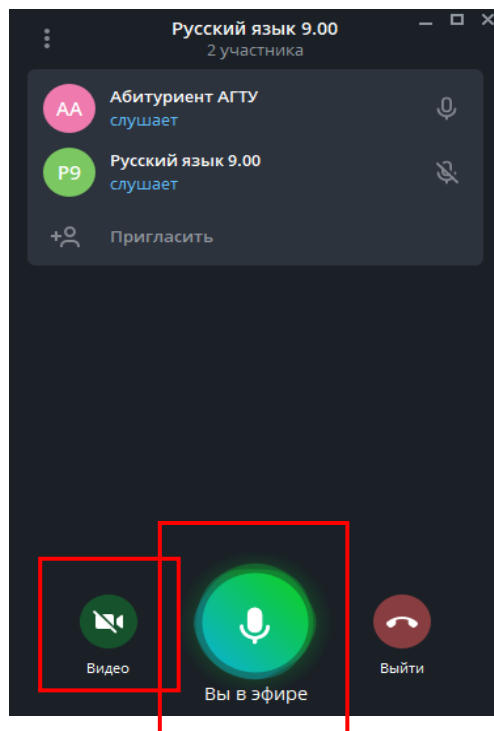 Русский язык 9.00
2 участника
АА
Абитуриент АГТУ
слушает
Р9
Русский язык 9.00
слушает
Пригласить
Видео
Вы в эфире
Выйти